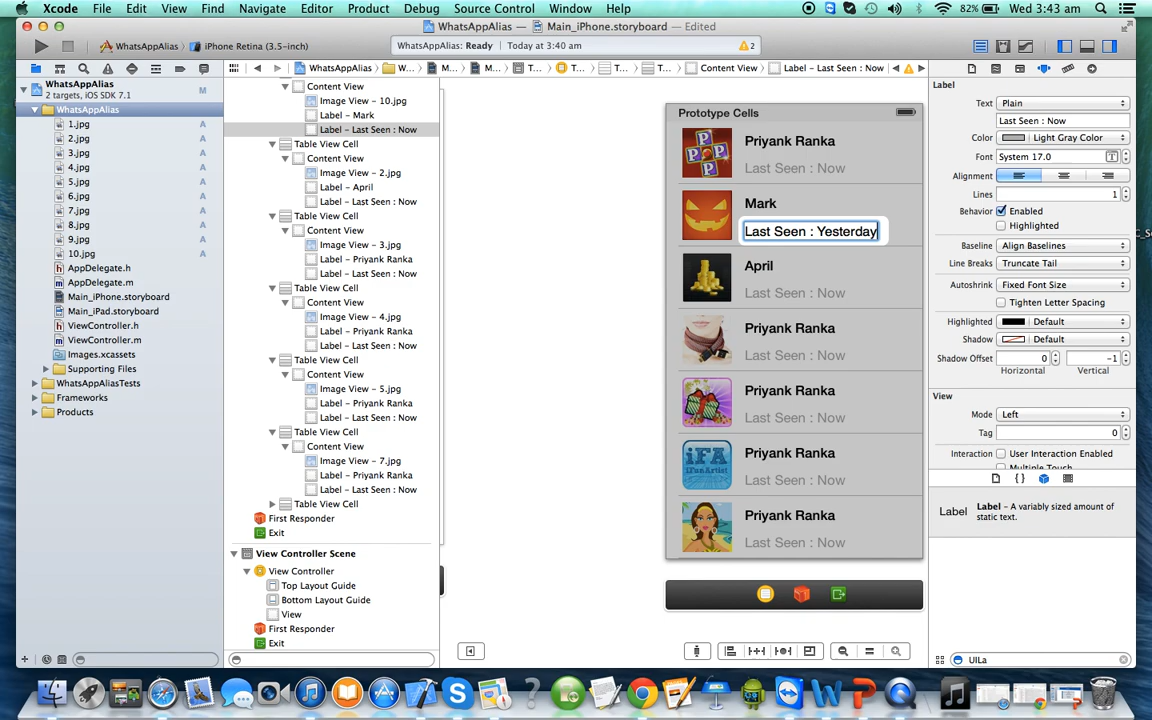 Xcode File Edit View Find Navigate Editor Product Debug Source Control Window Help 82% Wed 3:43 am
WhatsAppAlias — Main_iPhone.storyboard — Edited
WhatsAppAlias iPhone Retina (3.5-inch) WhatsAppAlias: Ready Today at 3:40 am 2
WhatsAppAlias W... M... M... T... T... T... T... Content View Label - Last Seen : Now
WhatsAppAlias
2 targets, iOS SDK 7.1 M
WhatsAppAlias
1.jpg A
2.jpg A
3.jpg A
4.jpg A
5.jpg A
6.jpg A
7.jpg A
8.jpg A
9.jpg A
10.jpg A
AppDelegate.h
AppDelegate.m
Main_iPhone.storyboard
Main_iPad.storyboard
ViewController.h
ViewController.m
Images.xcassets
Supporting Files
WhatsAppAliasTests
Frameworks
Products
Content View
Image View - 10.jpg
Label - Mark
Label - Last Seen : Now
Table View Cell
Content View
Image View - 2.jpg
Label - April
Label - Last Seen : Now
Table View Cell
Content View
Image View - 3.jpg
Label - Priyank Ranka
Label - Last Seen : Now
Table View Cell
Content View
Image View - 4.jpg
Label - Priyank Ranka
Label - Last Seen : Now
Table View Cell
Content View
Image View - 5.jpg
Label - Priyank Ranka
Label - Last Seen : Now
Table View Cell
Content View
Image View - 7.jpg
Label - Priyank Ranka
Label - Last Seen : Now
Table View Cell
First Responder
Exit
View Controller Scene
View Controller
Top Layout Guide
Bottom Layout Guide
View
First Responder
Exit
Prototype Cells
Priyank Ranka
Last Seen : Now
Mark
Last Seen : Yesterday
April
Last Seen : Now
Priyank Ranka
Last Seen : Now
Priyank Ranka
Last Seen : Now
iFA
Priyank Ranka
Last Seen : Now
Priyank Ranka
Last Seen : Now
Label
Text Plain
Last Seen : Now
Color Light Gray Color
Font System 17.0
Alignment
Lines 1
Behavior Enabled
Highlighted
Baseline Align Baselines
Line Breaks Truncate Tail
Autoshrink Fixed Font Size
Tighten Letter Spacing
Highlighted Default
Shadow Default
Shadow Offset 0 -1
Horizontal Vertical
View
Mode Left
Tag 0
Interaction User Interaction Enabled
Multiple Touch
Label Label - A variably sized amount of
static text.
UILa